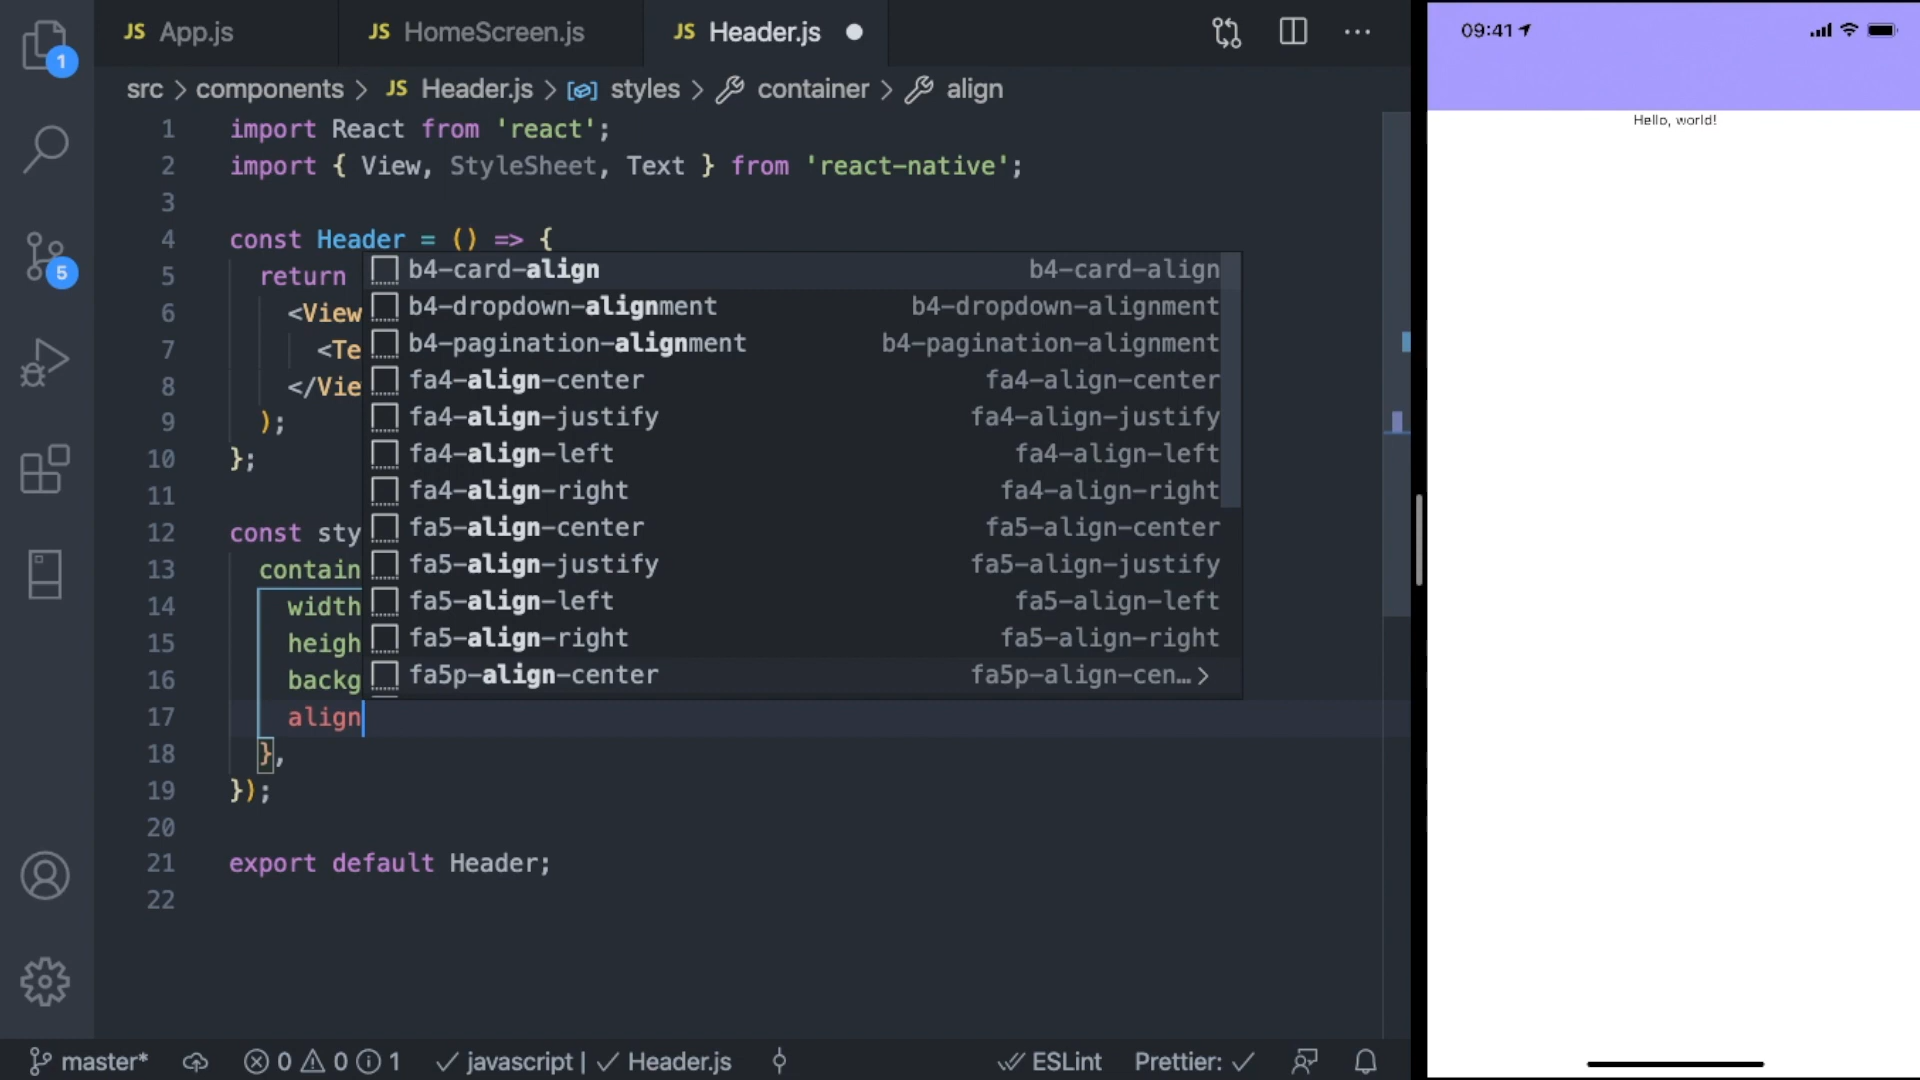 JS App.js JS HomeScreen.js JS Header.js
src > components > JS Header.js > styles > container > align
1 import React from 'react';
2 import { View, StyleSheet, Text } from 'react-native';
3
4 const Header = () => {
5 return
6 <View
7 <Te
8 </Vie
9 );
10 };
11
12 const sty
13 contain
14 width
15 heigh
16 backg
17 align
18 },
19 });
20
21 export default Header;
22
b4-card-align b4-card-align
b4-dropdown-alignment b4-dropdown-alignment
b4-pagination-alignment b4-pagination-alignment
fa4-align-center fa4-align-center
fa4-align-justify fa4-align-justify
fa4-align-left fa4-align-left
fa4-align-right fa4-align-right
fa5-align-center fa5-align-center
fa5-align-justify fa5-align-justify
fa5-align-left fa5-align-left
fa5-align-right fa5-align-right
fa5p-align-center fa5p-align-cen…>
1
5
master* 0 0 1 javascript | Header.js ESLint Prettier:
09:41
Hello, world!